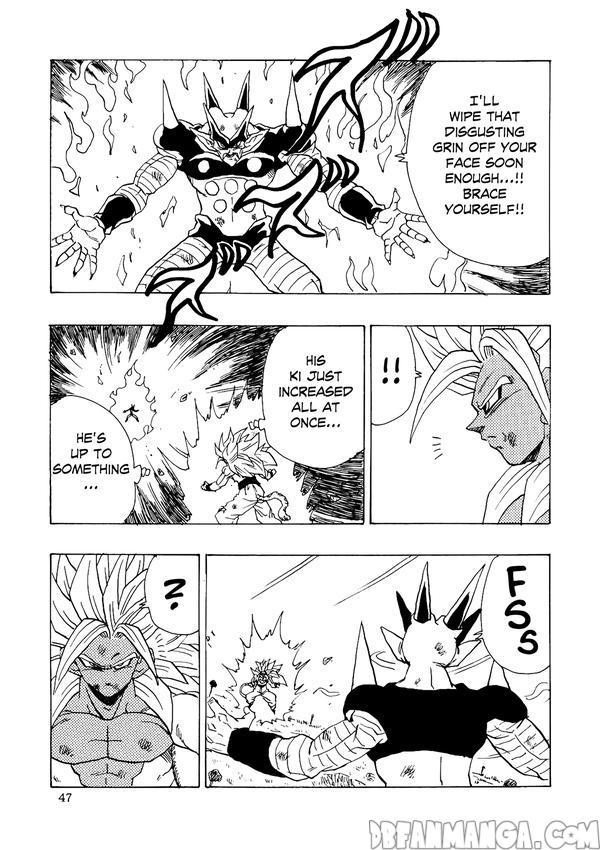 I'LL
WIPE THAT
DISGUSTING
GRIN OFF YOUR
FACE SOON
ENOUGH...!!
BRACE
YOURSELF!!
!!
HIS
KI JUST
INCREASED
ALL AT
ONCE...
HE'S
UP TO
SOMETHING
...
FSS
?
47
DBFANMANGA.COM